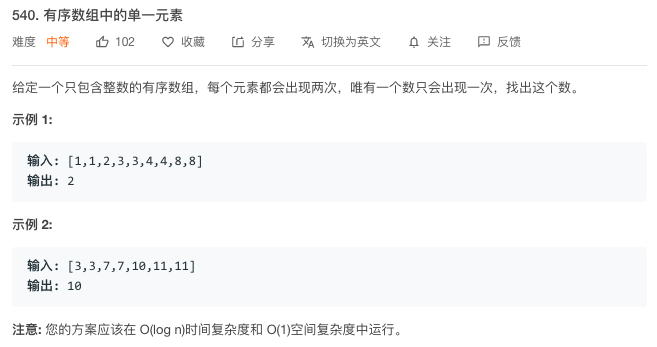 540. 有序数组中的单一元素
难度 中等 102 收藏 分享 切换为英文 关注 反馈
给定一个只包含整数的有序数组，每个元素都会出现两次，唯有一个数只会出现一次，找出这个数。
示例 1:
输入: [1,1,2,3,3,4,4,8,8]
输出: 2
示例 2:
输入: [3,3,7,7,10,11,11]
输出: 10
注意: 您的方案应该在 O(log n)时间复杂度和 O(1)空间复杂度中运行。